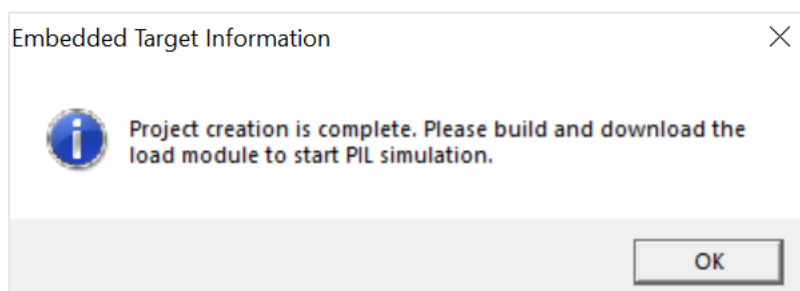 Embedded Target Information
Project creation is complete. Please build and download the
load module to start PIL simulation.
OK